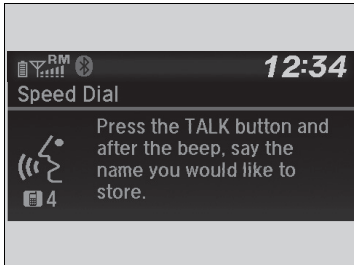 RM
12:34
Speed Dial
Press the TALK button and
after the beep, say the
name you would like to
store.
4